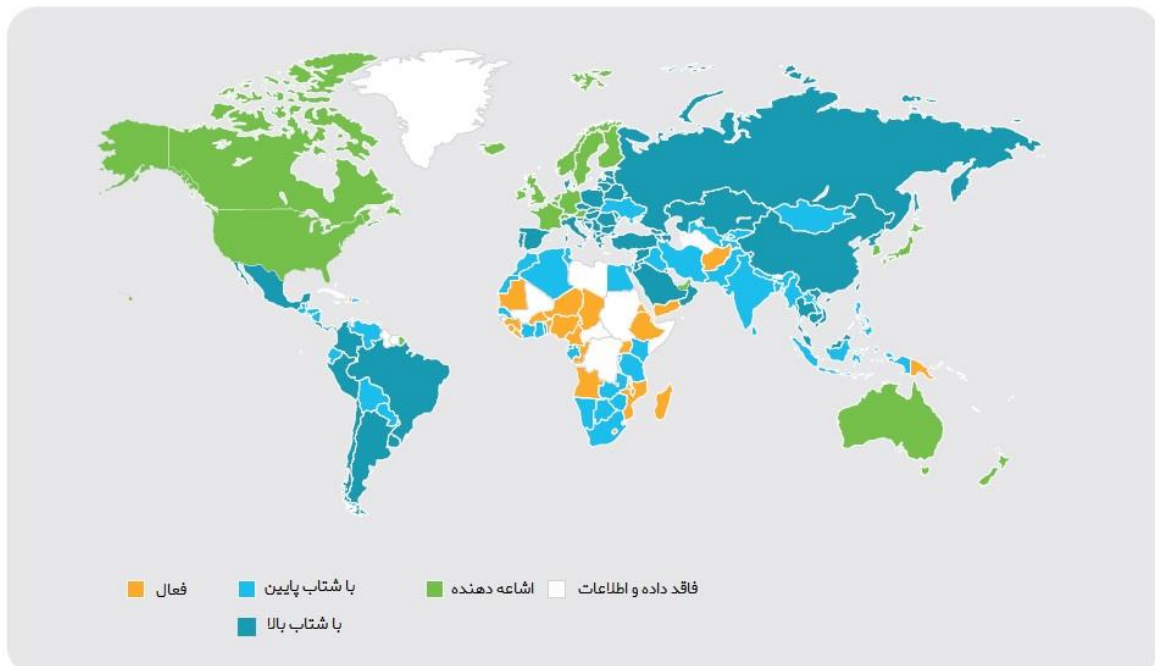 فاقد داده و اطلاعات
اشاعه دهنده
با شتاب پایین
فعال
با شتاب بالا